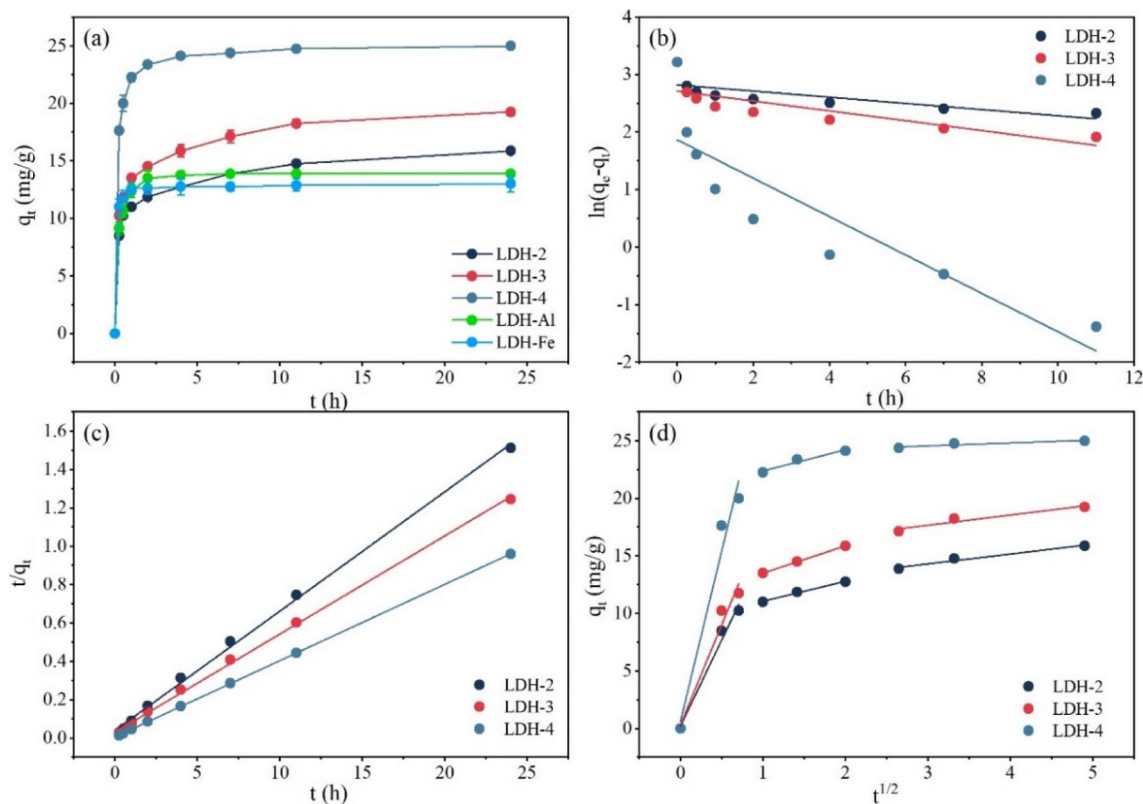 (a)
25
20
15
10
5
0
q_t (mg/g)
LDH-2
LDH-3
LDH-4
LDH-Al
LDH-Fe
0 5 10 15 20 25
t (h)
(b)
4
3
2
1
0
-1
-2
ln(q_e-q_t)
LDH-2
LDH-3
LDH-4
0 2 4 6 8 10 12
t (h)
(c)
1.6
1.4
1.2
1.0
0.8
0.6
0.4
0.2
0.0
t/q_t
LDH-2
LDH-3
LDH-4
0 5 10 15 20 25
t (h)
(d)
25
20
15
10
5
0
q_t (mg/g)
LDH-2
LDH-3
LDH-4
0 1 2 3 4 5
t^1/2